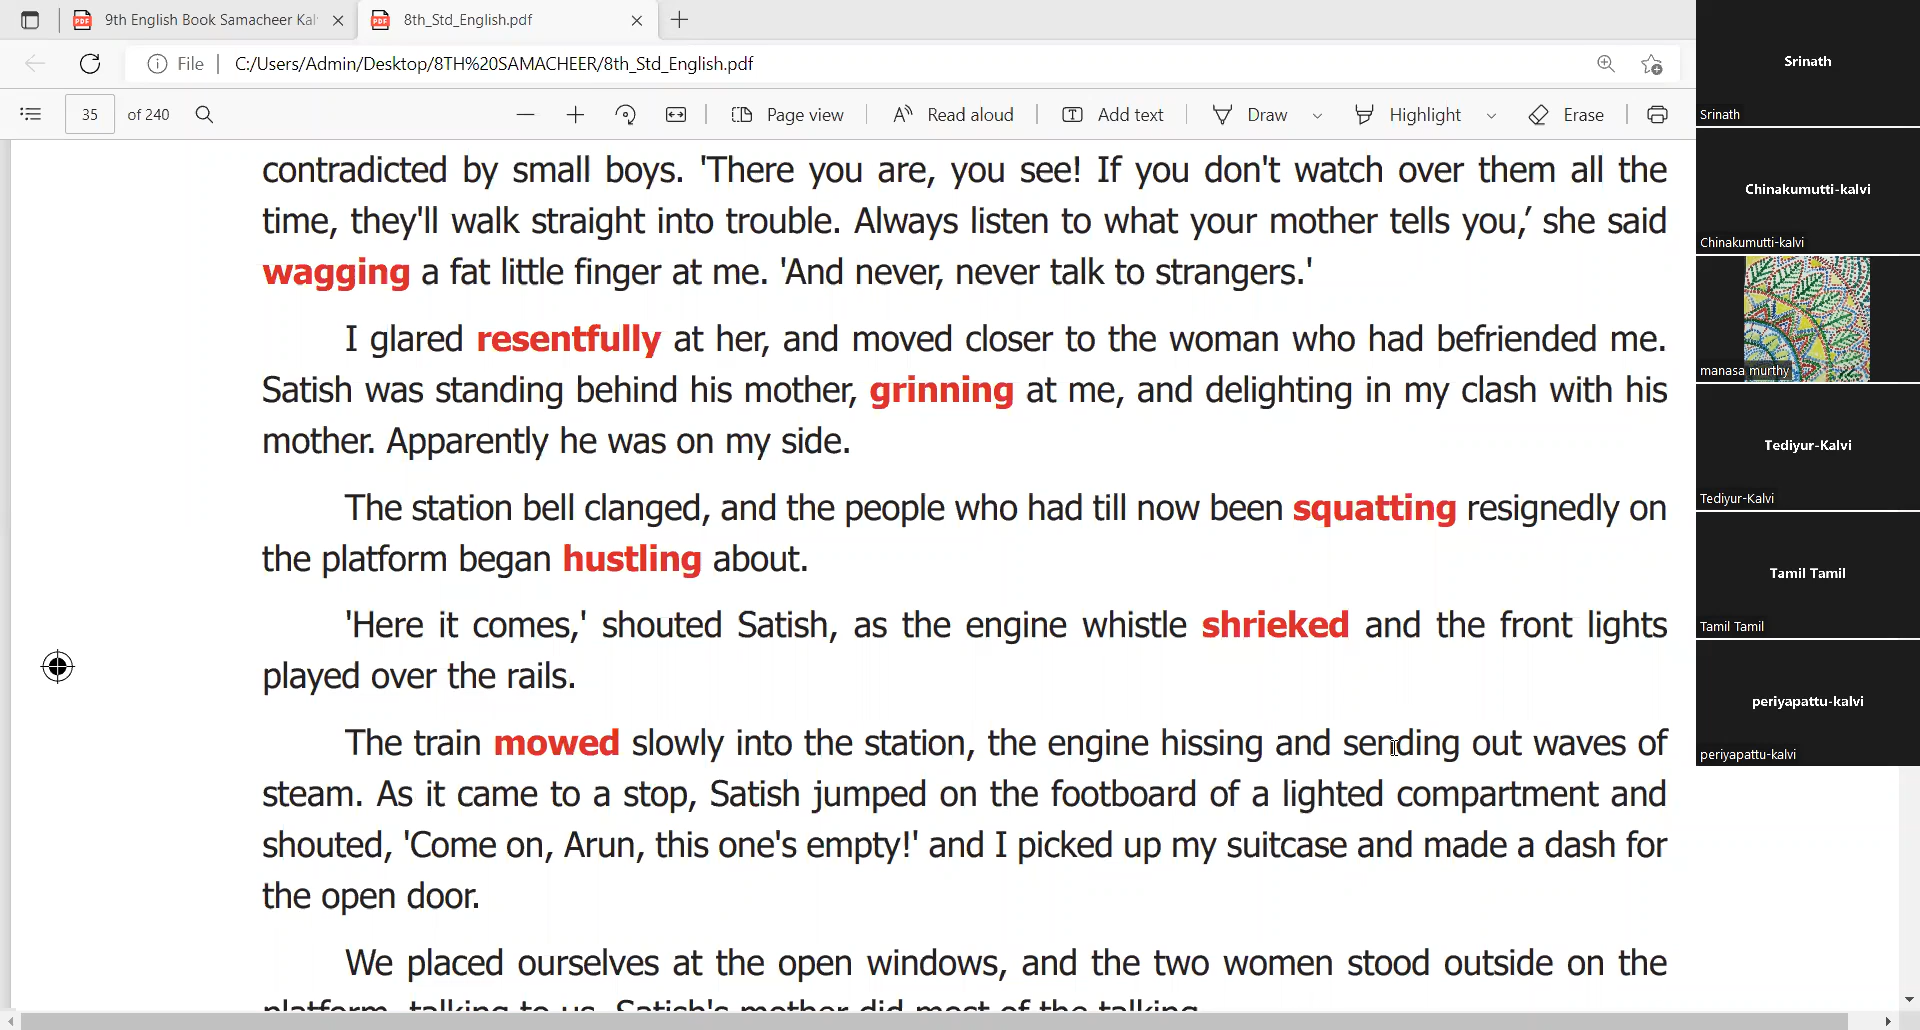 9th English Book Samacheer Kal
8th_Std_English.pdf
File
C:/Users/Admin/Desktop/8TH%20SAMACHEER/8th_Std_English.pdf
35 of 240
Page view
Read aloud
Add text
Draw
Highlight
Erase
contradicted by small boys. 'There you are, you see! If you don't watch over them all the
time, they'll walk straight into trouble. Always listen to what your mother tells you,’ she said
wagging a fat little finger at me. 'And never, never talk to strangers.'
I glared resentfully at her, and moved closer to the woman who had befriended me.
Satish was standing behind his mother, grinning at me, and delighting in my clash with his
mother. Apparently he was on my side.
The station bell clanged, and the people who had till now been squatting resignedly on
the platform began hustling about.
'Here it comes,' shouted Satish, as the engine whistle shrieked and the front lights
played over the rails.
The train mowed slowly into the station, the engine hissing and sending out waves of
steam. As it came to a stop, Satish jumped on the footboard of a lighted compartment and
shouted, 'Come on, Arun, this one's empty!' and I picked up my suitcase and made a dash for
the open door.
We placed ourselves at the open windows, and the two women stood outside on the
platform, talking to us. Satish's mother did most of the talking.
Srinath
Srinath
Chinakumutti-kalvi
Chinakumutti-kalvi
manasa murthy
Tediyur-Kalvi
Tediyur-Kalvi
Tamil Tamil
Tamil Tamil
periyapattu-kalvi
periyapattu-kalvi